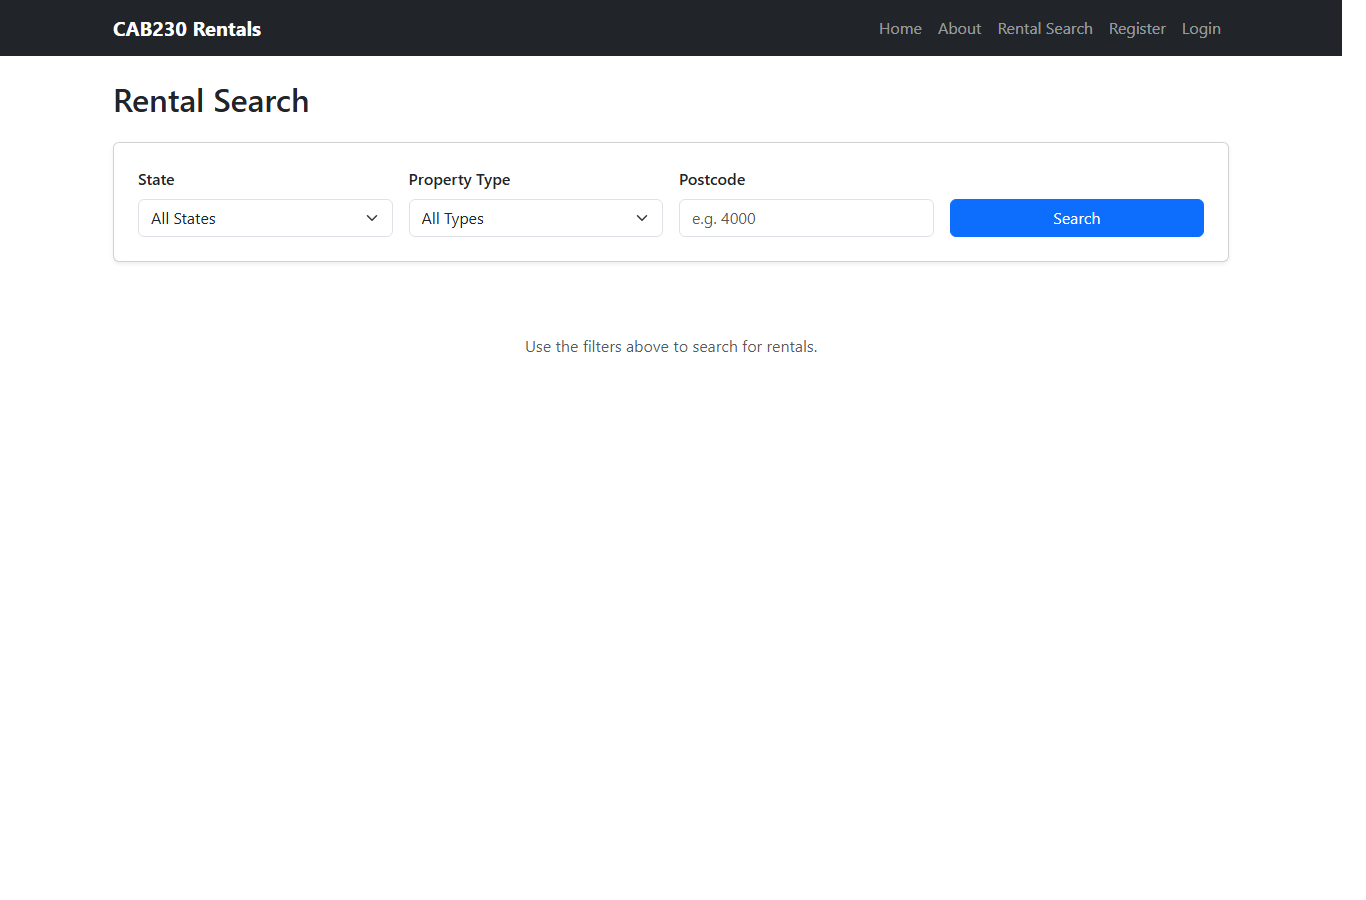 CAB230 Rentals
Home About Rental Search Register Login
Rental Search
State Property Type Postcode
All States All Types e.g. 4000 Search
Use the filters above to search for rentals.